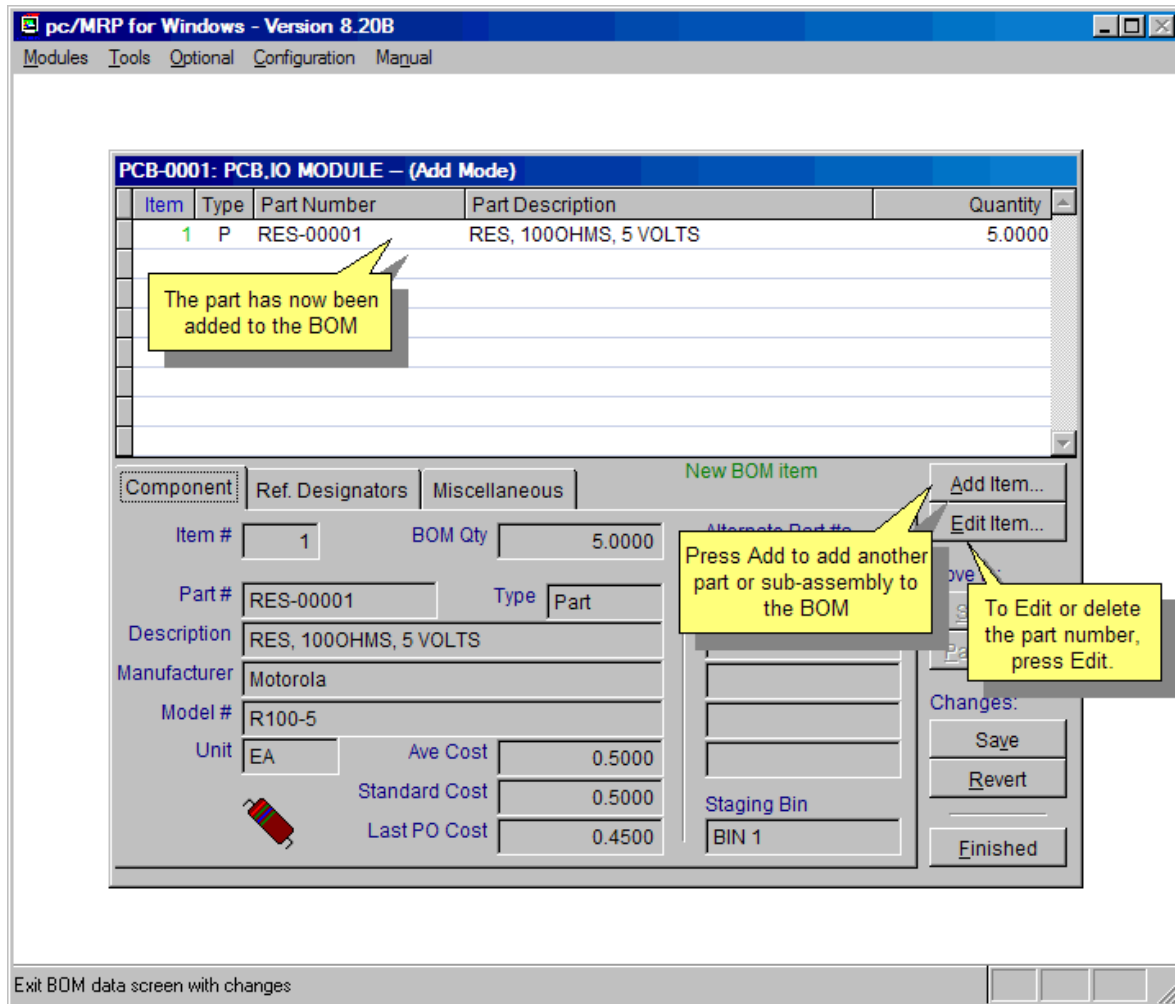 pc/MRP for Windows - Version 8.20B
Modules Tools Optional Configuration Manual
PCB-0001: PCB,IO MODULE -- (Add Mode)
Item Type Part Number Part Description Quantity
1 P RES-00001 RES, 100OHMS, 5 VOLTS 5.0000
The part has now been
added to the BOM
Component Ref. Designators Miscellaneous
New BOM item
Add Item...
Edit Item...
Item # 1 BOM Qty 5.0000
Press Add to add another
part or sub-assembly to
the BOM
To Edit or delete
the part number,
press Edit.
Part # RES-00001 Type Part
Description RES, 100OHMS, 5 VOLTS
Manufacturer Motorola
Model # R100-5
Unit EA Ave Cost 0.5000
Standard Cost 0.5000
Last PO Cost 0.4500
Staging Bin
BIN 1
Changes:
Save
Revert
Finished
Exit BOM data screen with changes